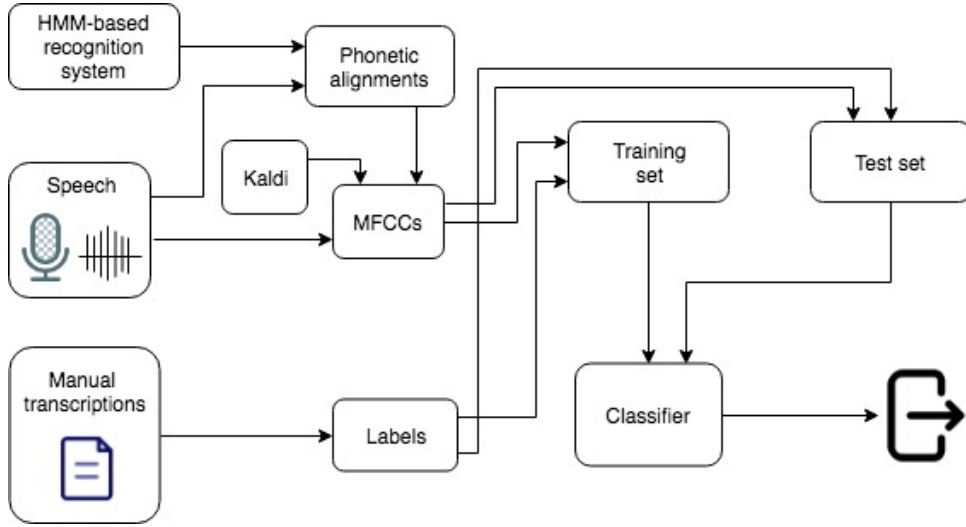 HMM-based
recognition
system
Phonetic
alignments
Kaldi
Speech
MFCCs
Training
set
Test set
Manual
transcriptions
Labels
Classifier